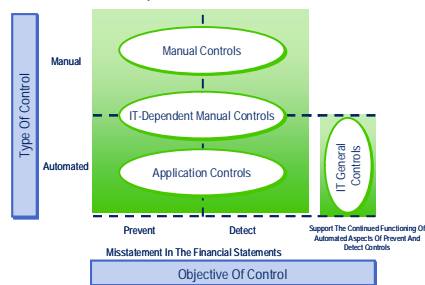 Type Of Control
Manual
Automated
Manual Controls
IT-Dependent Manual Controls
Application Controls
IT General
Controls
Prevent
Detect
Support The Continued Functioning Of
Automated Aspects Of Prevent And
Detect Controls
Misstatement In The Financial Statements
Objective Of Control